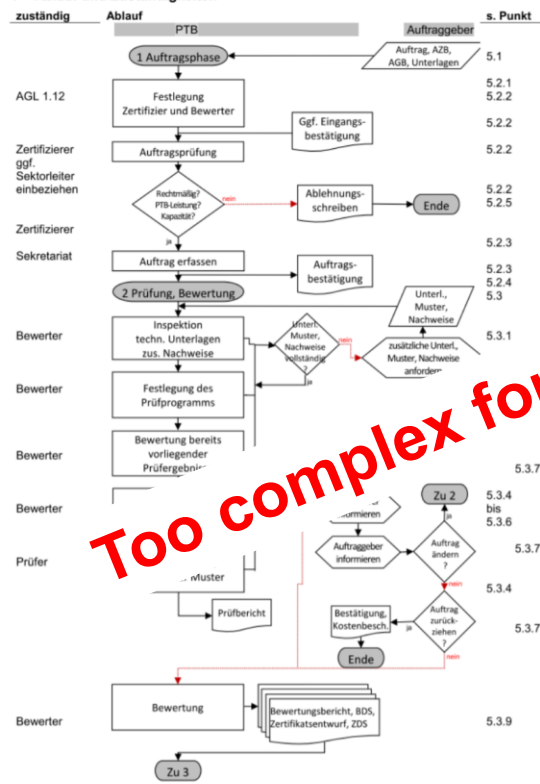 zuständig Ablauf s. Punkt
PTB Auftraggeber
1 Auftragsphase
Auftrag, AZB,
AGB, Unterlagen
5.1
AGL 1.12
Festlegung
Zertifizier und Bewerter
5.2.1
5.2.2
Ggf. Eingangs-
bestätigung
5.2.2
Zertifizierer
ggf.
Sektorleiter
einbeziehen
Auftragsprüfung
5.2.2
Rechtmäßig?
PTB-Leistung?
Kapazität?
nein
Ablehnungs-
schreiben
Ende
5.2.2
5.2.5
Zertifizierer
ja
5.2.3
Sekretariat
Auftrag erfassen
Auftrags-
bestätigung
5.2.3
5.2.4
2 Prüfung, Bewertung
Unterl.,
Muster,
Nachweise
5.3
Bewerter
Inspektion
techn. Unterlagen
zus. Nachweise
Unterl.
Muster,
Nachweise
vollständig
?
nein
ja
zusätzliche Unterl.,
Muster, Nachweise
anfordern
5.3.1
Bewerter
Festlegung des
Prüfprogramms
Bewerter
Bewertung bereits
vorliegender
5.3.7
Too complex for
Bewerter
Zu 2
5.3.4
bis
5.3.6
ja
Auftraggeber
informieren
Auftrag
ändern
?
5.3.7
Prüfer
Muster
nein
5.3.4
Prüfbericht
Bestätigung,
Kostenbesch.
ja
Auftrag
zurück-
ziehen
?
5.3.7
Ende
nein
Bewerter
Bewertung
Bewertungsbericht, BDS,
Zertifikatsentwurf, ZDS
5.3.9
Zu 3